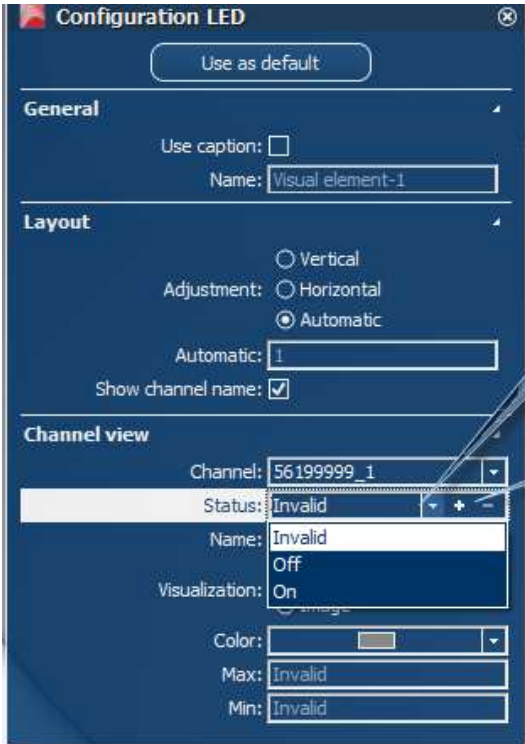 Configuration LED
Use as default
General
Use caption:
Name: Visual element-1
Layout
Vertical
Adjustment: Horizontal
Automatic
Automatic: 1
Show channel name:
Channel view
Channel: 56199999_1
Status: Invalid
Name: Invalid
Off
Visualization: On
Image
Color:
Max: Invalid
Min: Invalid